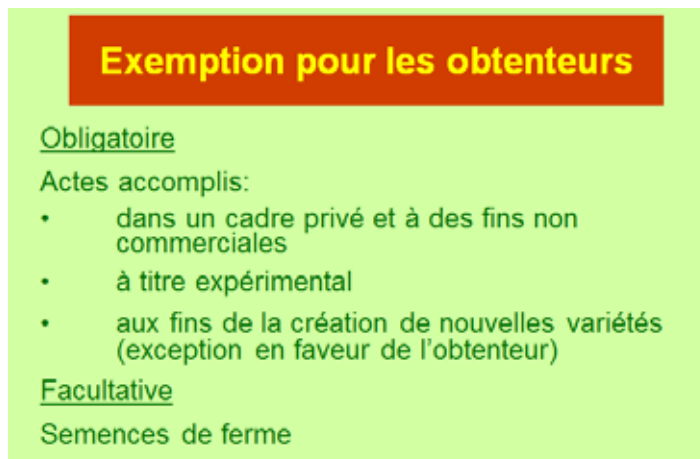 Exemption pour les obtenteurs
Obligatoire
Actes accomplis:
• dans un cadre privé et à des fins non
commerciales
• à titre expérimental
• aux fins de la création de nouvelles variétés
(exception en faveur de l'obtenteur)
Facultative
Semences de ferme